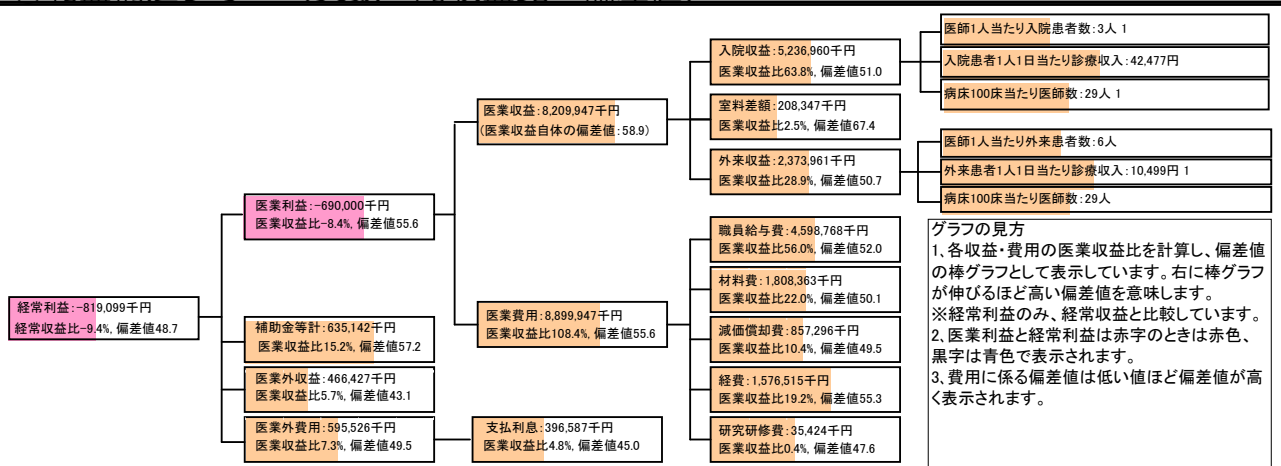 経常利益:-819,099千円
経常収支比-9.4%, 偏差値48.7
医業利益:-690,000千円
医業収益比-8.4%, 偏差値55.6
補助金等計:635,142千円
医業収益比15.2%, 偏差値57.2
医業外収益:466,427千円
医業収益比5.7%, 偏差値43.1
医業外費用:595,526千円
医業収益比7.3%, 偏差値49.5
支払利息:396,587千円
医業収益比4.8%, 偏差値45.0
医業収益:8,209,947千円
(医業収益自体の偏差値:58.9)
医業費用:8,899,947千円
医業収益比108.4%, 偏差値55.6
入院収益:5,236,960千円
医業収益比63.8%, 偏差値51.0
室料差額:208,347千円
医業収益比2.5%, 偏差値67.4
外来収益:2,373,961千円
医業収益比28.9%, 偏差値50.7
職員給与費:4,598,768千円
医業収益比56.0%, 偏差値52.0
材料費:1,808,363千円
医業収益比22.0%, 偏差値50.1
減価償却費:857,296千円
医業収益比10.4%, 偏差値49.5
経費:1,576,515千円
医業収益比19.2%, 偏差値55.3
研究研修費:35,424千円
医業収益比0.4%, 偏差値47.6
医師1人当たり入院患者数:3人 1
入院患者1人1日当たり診療収入:42,477円
病床100床当たり医師数:29人 1
医師1人当たり外来患者数:6人
外来患者1人1日当たり診療収入:10,499円 1
病床100床当たり医師数:29人
グラフの見方
1、各収益・費用の医業収益比を計算し、偏差値
の棒グラフとして表示しています。右に棒グラフ
が伸びるほど高い偏差値を意味します。
※経常利益のみ、経常収益と比較しています。
2、医業利益と経常利益は赤字のときは赤色、
黒字は青色で表示されます。
3、費用に係る偏差値は低い値ほど偏差値が高
く表示されます。